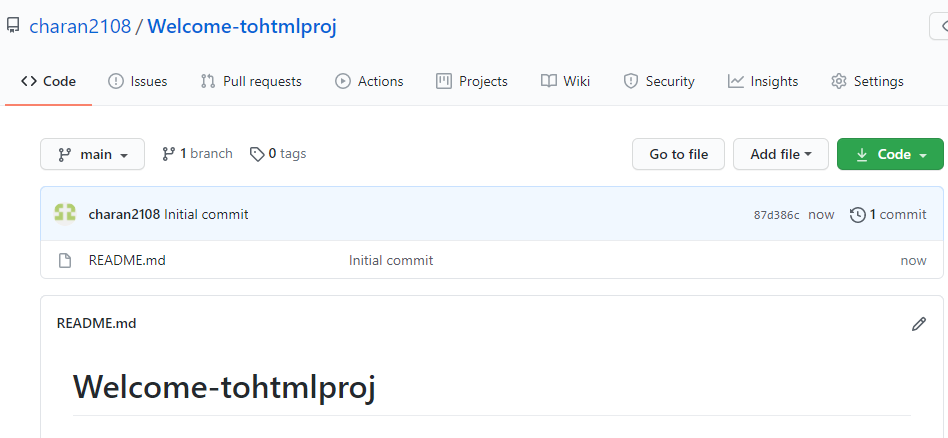 charan2108 / Welcome-tohtmlproj
Code Issues Pull requests Actions Projects Wiki Security Insights Settings
main 1 branch 0 tags Go to file Add file Code
charan2108 Initial commit 87d386c now 1 commit
README.md Initial commit now
README.md
Welcome-tohtmlproj